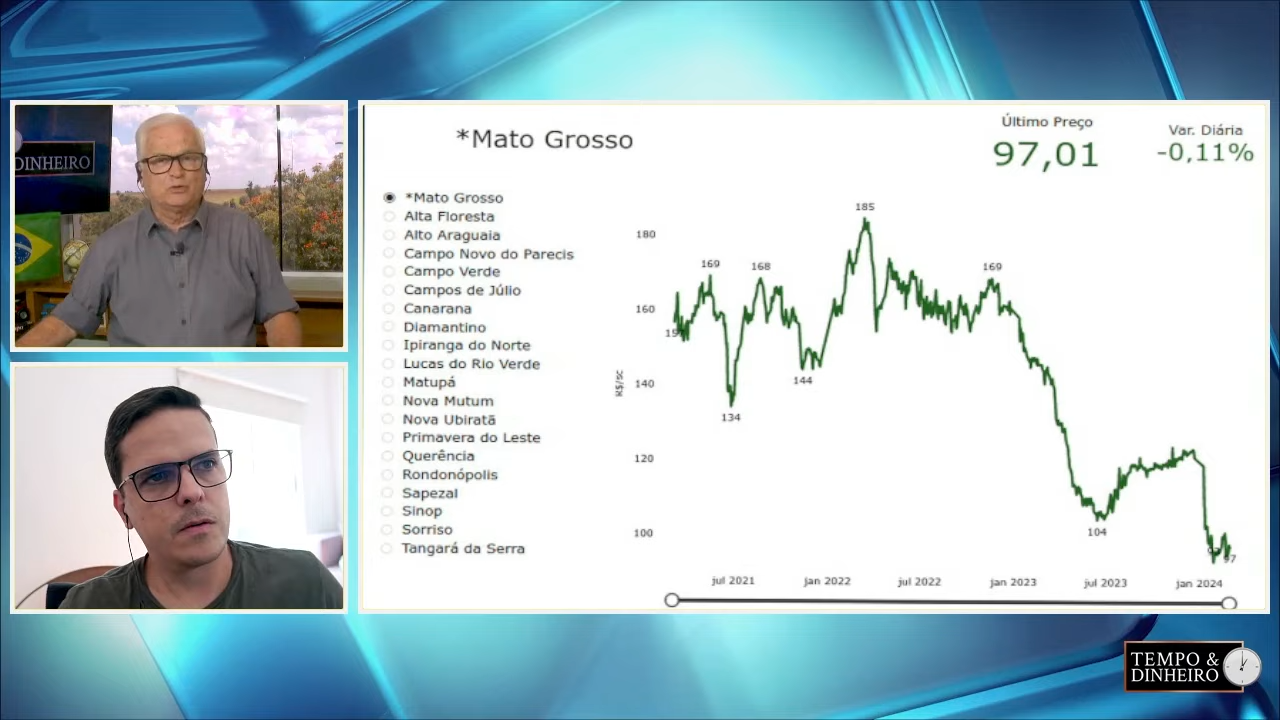 DINHEIRO
*Mato Grosso
Último Preço
97,01
Var. Diária
-0,11%
*Mato Grosso
Alta Floresta
Alto Araguaia
Campo Novo do Parecis
Campo Verde
Campos de Júlio
Canarana
Diamantino
Ipiranga do Norte
Lucas do Rio Verde
Matupá
Nova Mutum
Nova Ubiratã
Primavera do Leste
Querência
Rondonópolis
Sapezal
Sinop
Sorriso
Tangará da Serra
R$/sc
180
160
140
120
100
169
134
168
144
185
169
104
97
jul 2021
jan 2022
jul 2022
jan 2023
jul 2023
jan 2024
TEMPO &
DINHEIRO